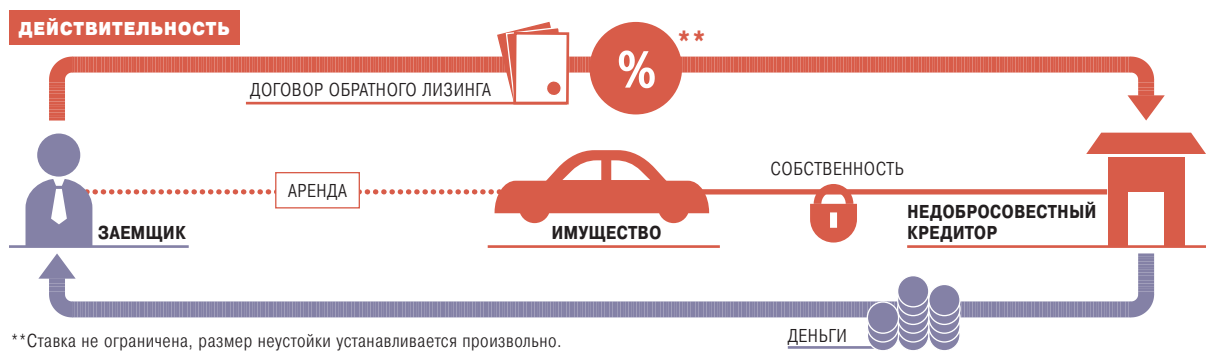 ДЕЙСТВИТЕЛЬНОСТЬ
% **
ДОГОВОР ОБРАТНОГО ЛИЗИНГА
СОБСТВЕННОСТЬ
АРЕНДА
ЗАЕМЩИК
ИМУЩЕСТВО
НЕДОБРОСОВЕСТНЫЙ
КРЕДИТОР
ДЕНЬГИ
**Ставка не ограничена, размер неустойки устанавливается произвольно.